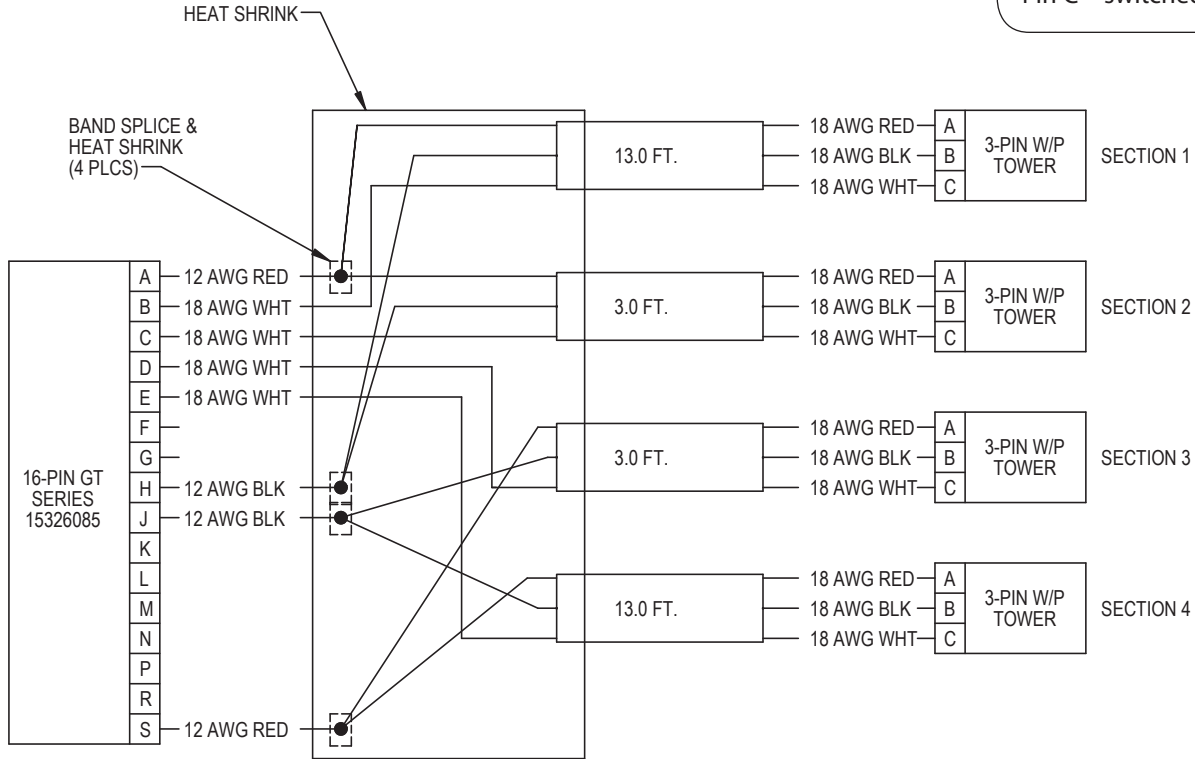 Pin C – switched
HEAT SHRINK
BAND SPLICE &
HEAT SHRINK
(4 PLCS)
16-PIN GT
SERIES
15326085
A 12 AWG RED
B 18 AWG WHT
C 18 AWG WHT
D 18 AWG WHT
E 18 AWG WHT
F
G
H 12 AWG BLK
J 12 AWG BLK
K
L
M
N
P
R
S 12 AWG RED
13.0 FT.
18 AWG RED A
18 AWG BLK B
18 AWG WHT C
3-PIN W/P
TOWER
SECTION 1
3.0 FT.
18 AWG RED A
18 AWG BLK B
18 AWG WHT C
3-PIN W/P
TOWER
SECTION 2
3.0 FT.
18 AWG RED A
18 AWG BLK B
18 AWG WHT C
3-PIN W/P
TOWER
SECTION 3
13.0 FT.
18 AWG RED A
18 AWG BLK B
18 AWG WHT C
3-PIN W/P
TOWER
SECTION 4